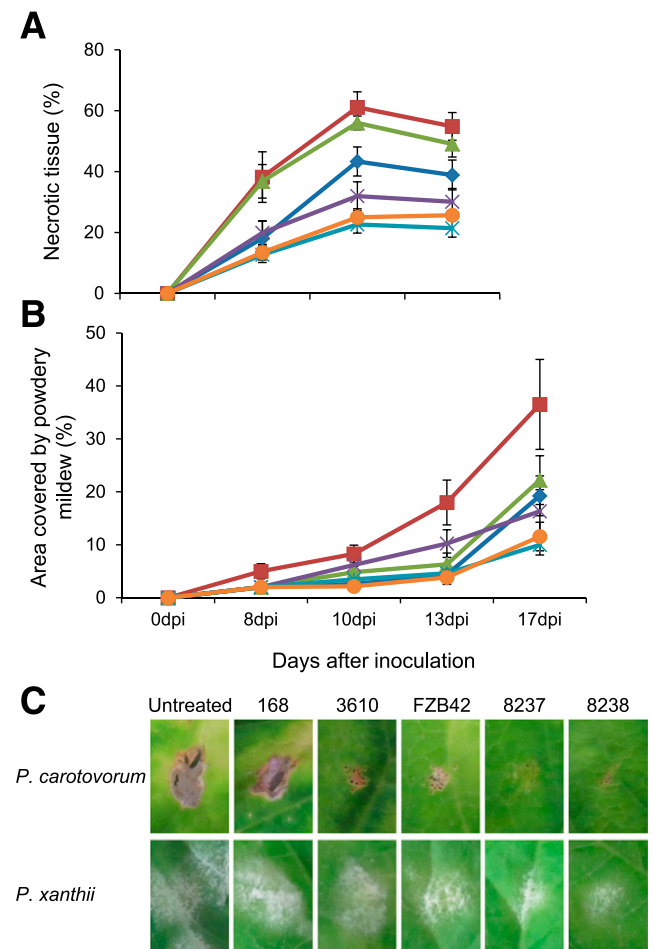 A
80
60
40
20
0
Necrotic tissue (%)
B
50
40
30
20
10
0
Area covered by powdery
mildew (%)
0dpi 8dpi 10dpi 13dpi 17dpi
Days after inoculation
C
Untreated 168 3610 FZB42 8237 8238
P. carotovorum
P. xanthii